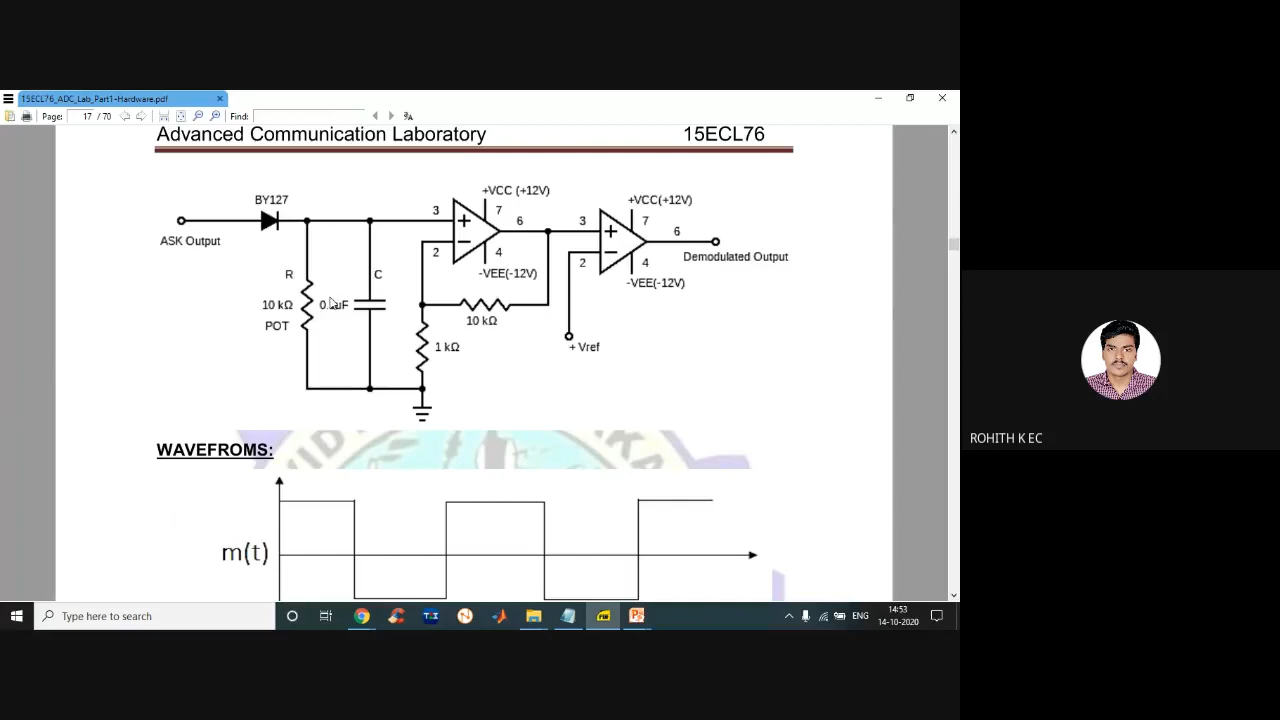 15ECL76_ADC_Lab_Part1-Hardware.pdf
Page: 17 / 70 Find:
Advanced Communication Laboratory 15ECL76
BY127
ASK Output
R
10 kΩ
POT
C
3
2
+VCC (+12V)
7
6
4
-VEE(-12V)
10 kΩ
1 kΩ
3
2
+VCC(+12V)
7
6
4
-VEE(-12V)
Demodulated Output
+ Vref
WAVEFROMS:
m(t)
ROHITH K EC
Type here to search
ENG
14:53
14-10-2020